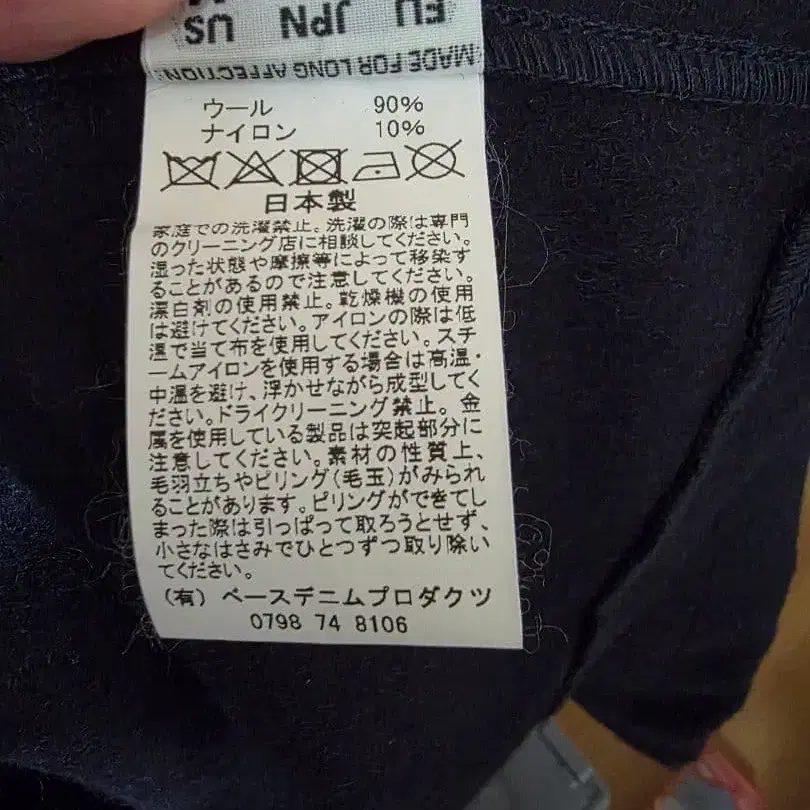 EU JPN US
MADE FOR LONG AFFECTION
ウール 90%
ナイロン 10%
日本製
家庭での洗濯禁止。洗濯の際は専門
のクリーニング店に相談してください。
湿った状態や摩擦等によって移染す
ることがあるので注意してください。
漂白剤の使用禁止。乾燥機の使用
は避けてください。アイロンの際は低
温で当て布を使用してください。スチ
ームアイロンを使用する場合は高温・
中温を避け、浮かせながら成型してく
ださい。ドライクリーニング禁止。金
属を使用している製品は突起部分に
注意してください。素材の性質上、
毛羽立ちやピリング(毛玉)がみられ
ることがあります。ピリングができてし
まった際は引っぱって取ろうとせず、
小さなはさみでひとつずつ取り除い
てください。
(有) ベースデニムプロダクツ
0798 74 8106